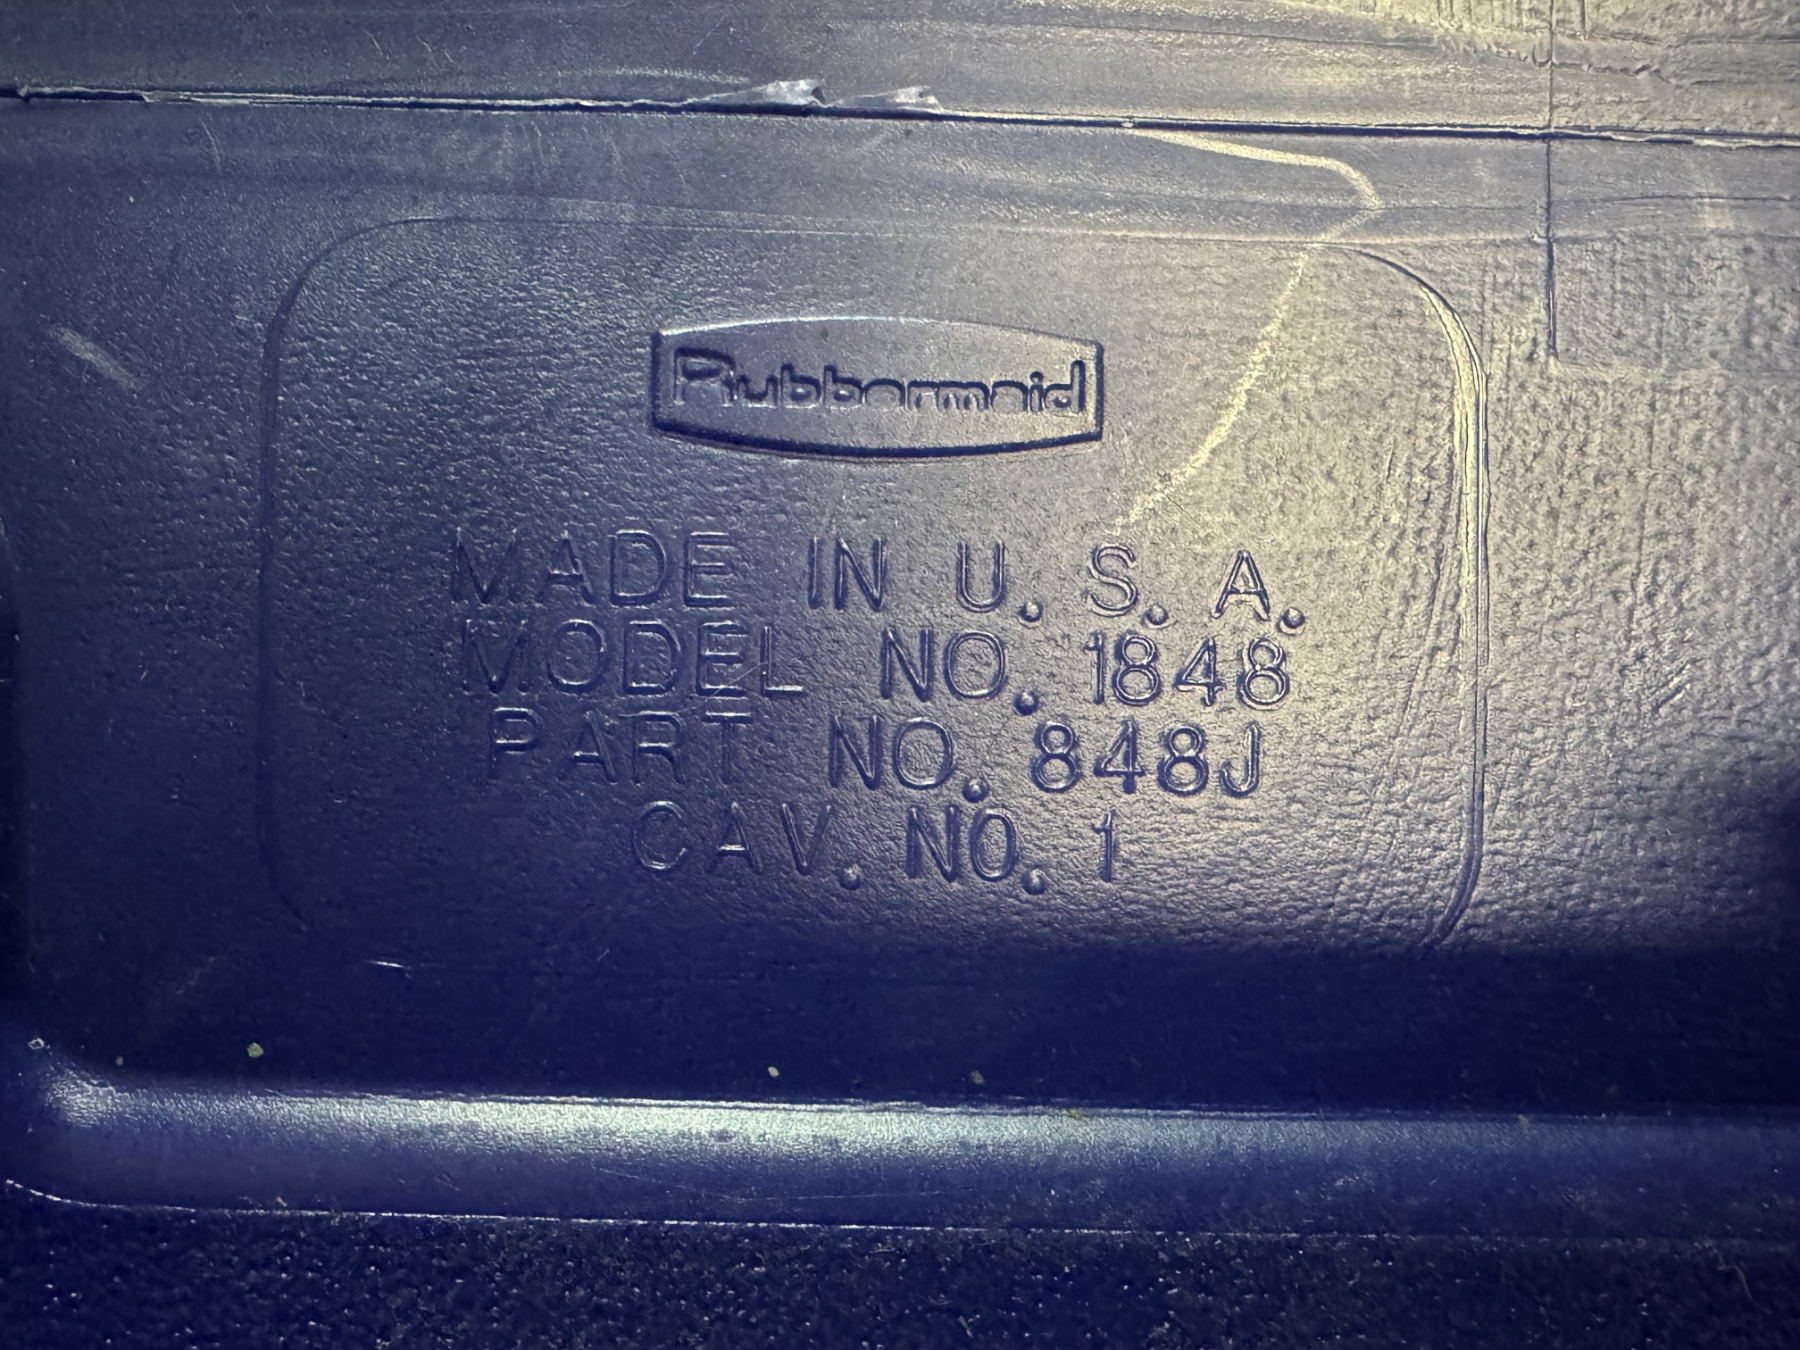 Rubbermaid
MADE IN U.S.A.
MODEL NO. 1848
PART NO. 848J
CAV. NO. 1